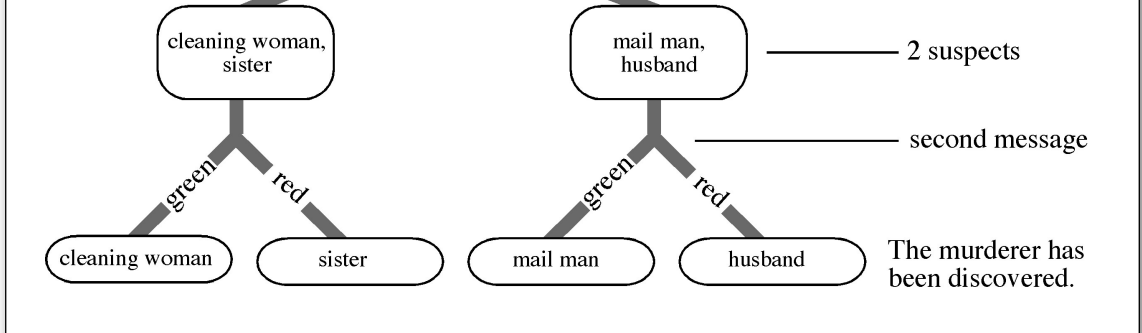 cleaning woman,
sister
mail man,
husband
2 suspects
second message
green
red
green
red
cleaning woman
sister
mail man
husband
The murderer has
been discovered.